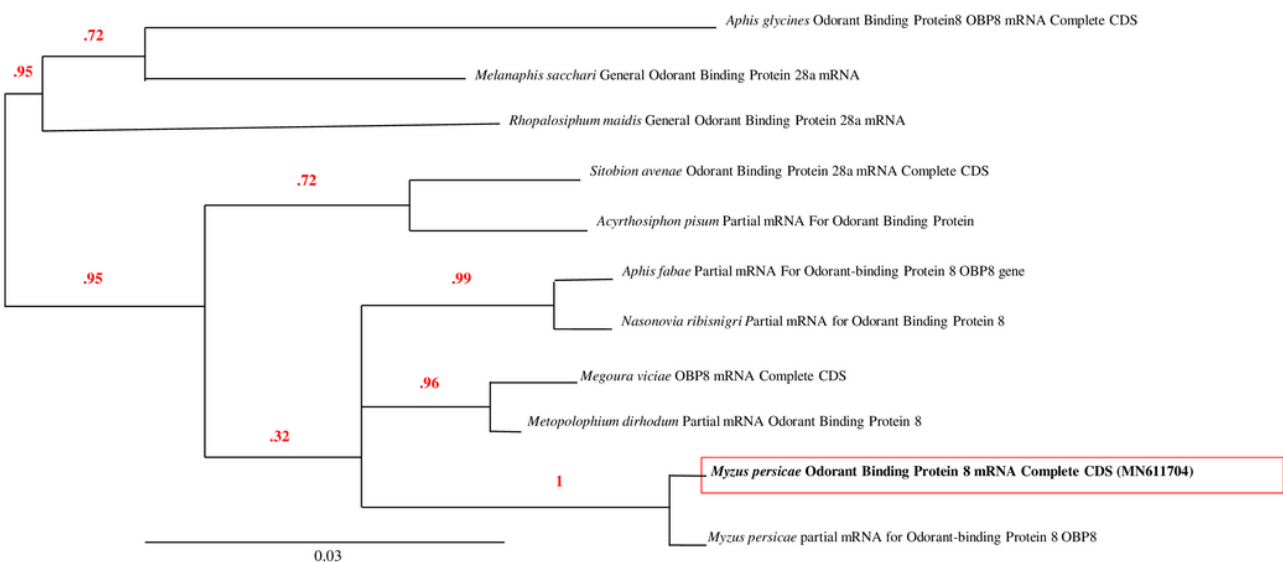 Aphis glycines Odorant Binding Protein8 OBP8 mRNA Complete CDS
.72
.95
Melanaphis sacchari General Odorant Binding Protein 28a mRNA
Rhopalosiphum maidis General Odorant Binding Protein 28a mRNA
Sitobion avenae Odorant Binding Protein 28a mRNA Complete CDS
.72
Acyrthosiphon pisum Partial mRNA For Odorant Binding Protein
.95
.99
Aphis fabae Partial mRNA For Odorant-binding Protein 8 OBP8 gene
Nasonovia ribisnigri Partial mRNA for Odorant Binding Protein 8
Megoura viciae OBP8 mRNA Complete CDS
.96
Metopolophium dirhodum Partial mRNA Odorant Binding Protein 8
.32
Myzus persicae Odorant Binding Protein 8 mRNA Complete CDS (MN611704)
1
Myzus persicae partial mRNA for Odorant-binding Protein 8 OBP8
0.03